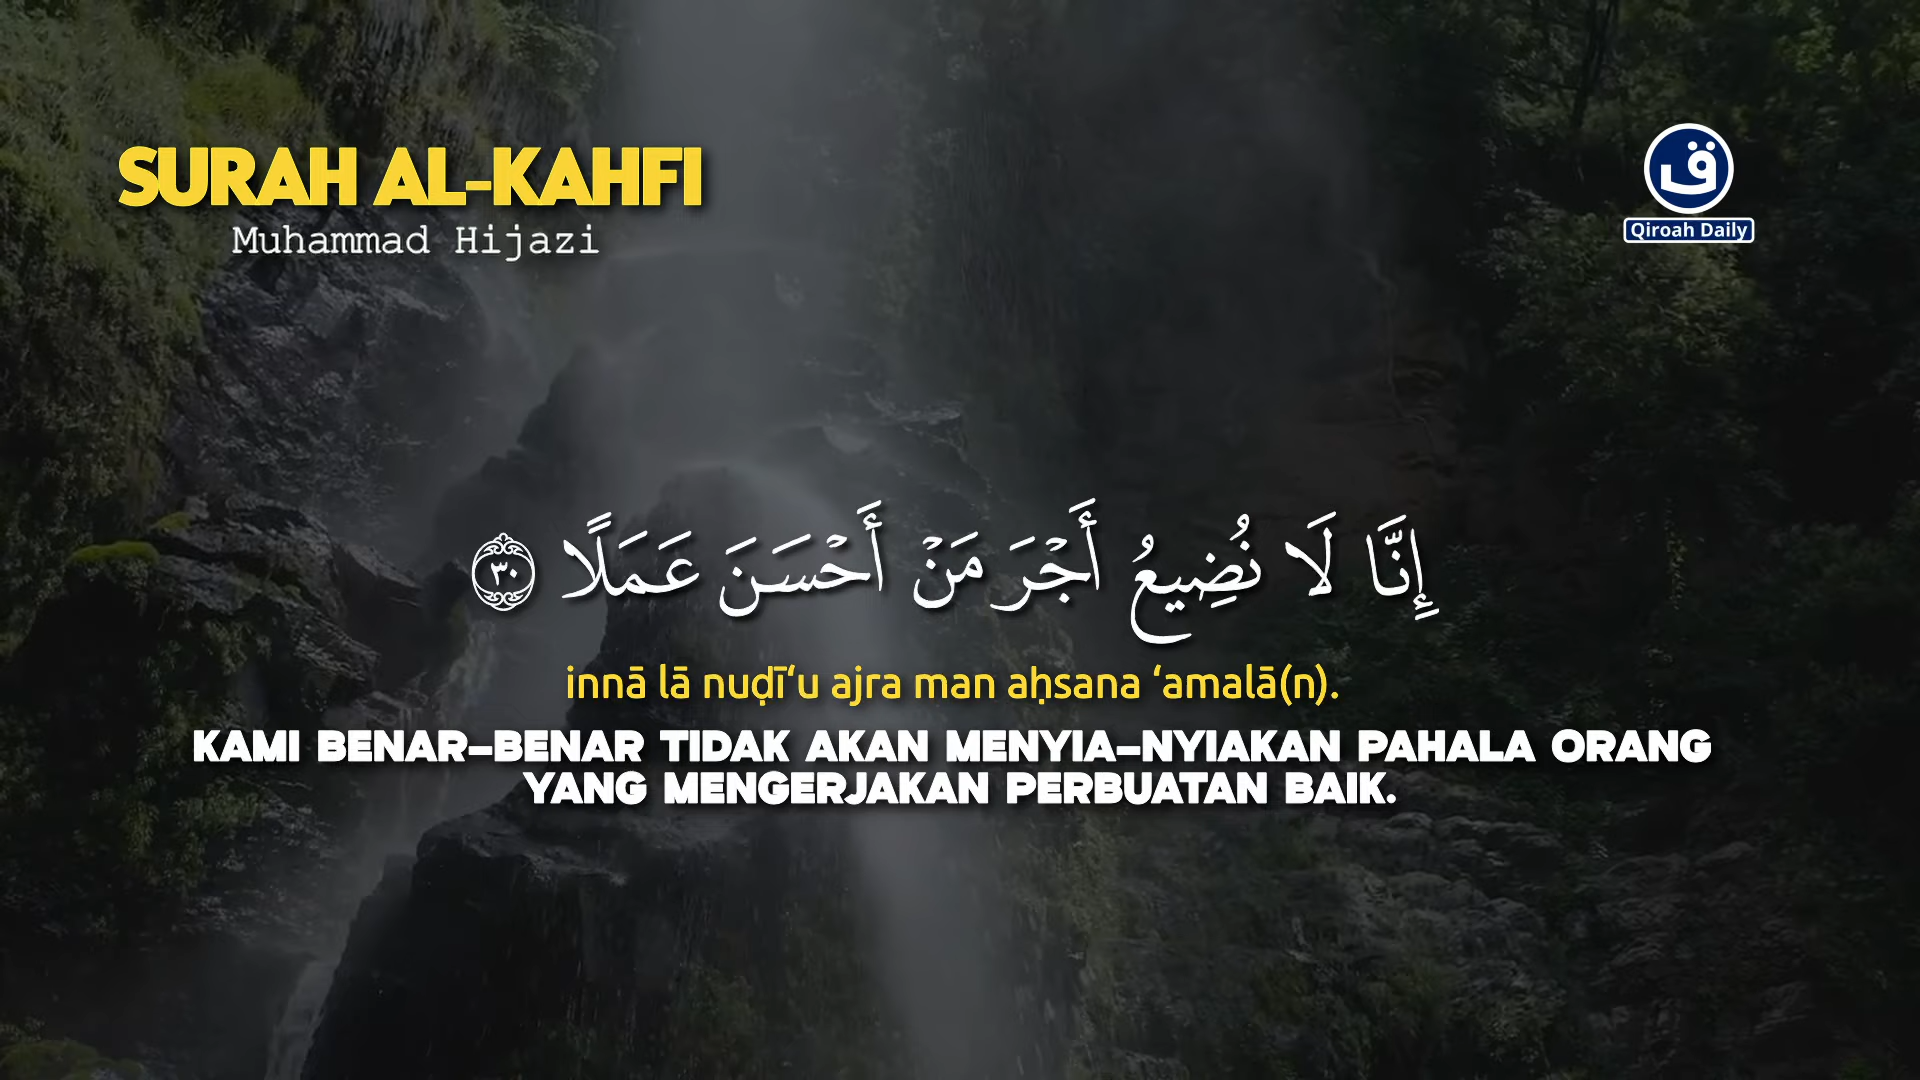 SURAH AL-KAHFI
Muhammad Hijazi
ق
Qiroah Daily
إِنَّا لَا نُضِيعُ أَجْرَ مَنْ أَحْسَنَ عَمَلًا ٣٠
innā lā nuḍī‘u ajra man aḥsana ‘amalā(n).
KAMI BENAR-BENAR TIDAK AKAN MENYIA-NYIAKAN PAHALA ORANG
YANG MENGERJAKAN PERBUATAN BAIK.